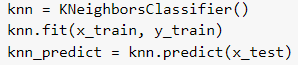 knn = KNeighborsClassifier()
knn.fit(x_train, y_train)
knn_predict = knn.predict(x_test)